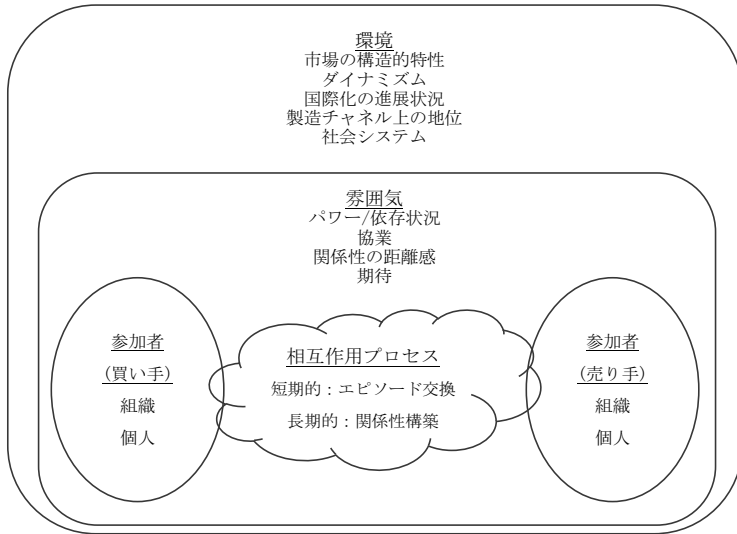 環境
市場の構造的特性
ダイナミズム
国際化の進展状況
製造チャネル上の地位
社会システム
雰囲気
パワー/依存状況
協業
関係性の距離感
期待
参加者
(買い手)
組織
個人
相互作用プロセス
短期的：エピソード交換
長期的：関係性構築
参加者
(売り手)
組織
個人